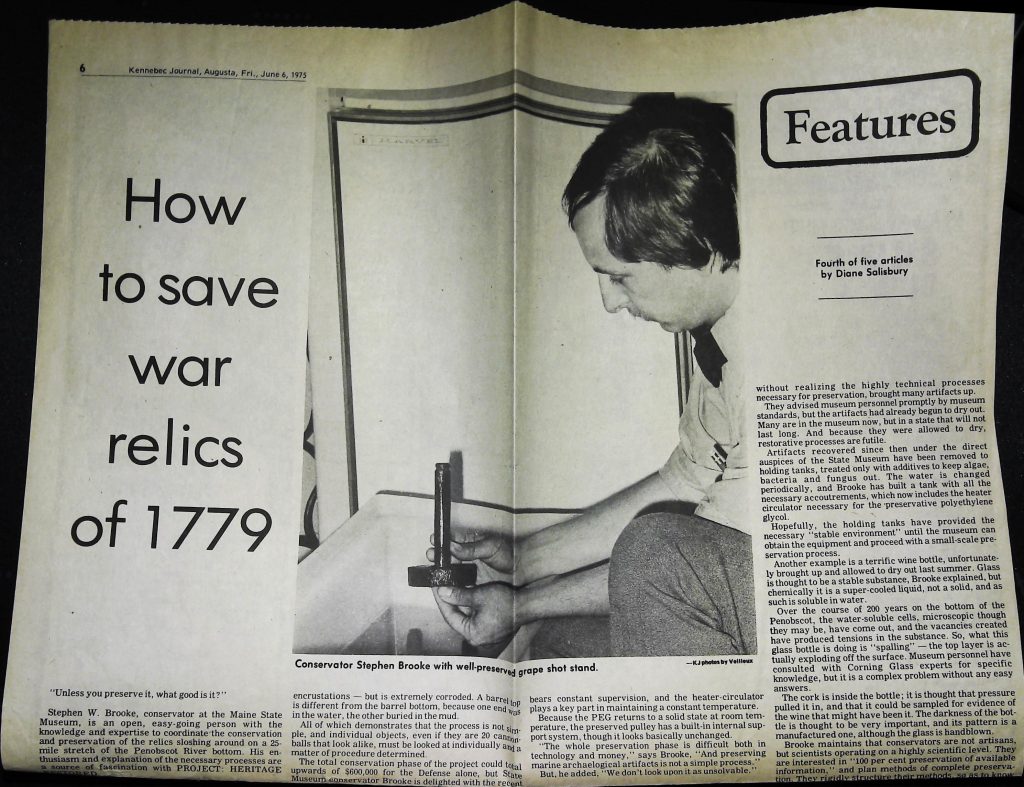 6
Kennebec Journal, Augusta, Fri., June 6, 1975
Features
How
to save
war
relics
of 1779
Fourth of five articles
by Diane Salisbury
Conservator Stephen Brooke with well-preserved grape shot stand.
—KJ photos by Veilleux
"Unless you preserve it, what good is it?"
Stephen W. Brooke, conservator at the Maine State
Museum, is an open, easy-going person with the
knowledge and expertise to coordinate the conservation
and preservation of the relics sloshing around on a 25-
mile stretch of the Penobscot River bottom. His en-
thusiasm and explanation of the necessary processes are
a source of fascination with PROJECT: HERITAGE
encrustations — but is extremely corroded. A barrel top
is different from the barrel bottom, because one end was
in the water, the other buried in the mud.
All of which demonstrates that the process is not sim-
ple, and individual objects, even if they are 20 cannon-
balls that look alike, must be looked at individually and a
matter of procedure determined.
The total conservation phase of the project could total
upwards of $600,000 for the Defense alone, but State
Museum conservator Brooke is delighted with the recent
bears constant supervision, and the heater-circulator
plays a key part in maintaining a constant temperature.
Because the PEG returns to a solid state at room tem-
perature, the preserved pulley has a built-in internal sup-
port system, though it looks basically unchanged.
"The whole preservation phase is difficult both in
technology and money," says Brooke, "And preserving
marine archaelogical artifacts is not a simple process."
But, he added, "We don't look upon it as unsolvable."
without realizing the highly technical processes
necessary for preservation, brought many artifacts up.
They advised museum personnel promptly by museum
standards, but the artifacts had already begun to dry out.
Many are in the museum now, but in a state that will not
last long. And because they were allowed to dry,
restorative processes are futile.
Artifacts recovered since then under the direct
auspices of the State Museum have been removed to
holding tanks, treated only with additives to keep algae,
bacteria and fungus out. The water is changed
periodically, and Brooke has built a tank with all the
necessary accoutrements, which now includes the heater
circulator necessary for the preservative polyethylene
glycol.
Hopefully, the holding tanks have provided the
necessary "stable environment" until the museum can
obtain the equipment and proceed with a small-scale pre-
servation process.
Another example is a terrific wine bottle, unfortunate-
ly brought up and allowed to dry out last summer. Glass
is thought to be a stable substance, Brooke explained, but
chemically it is a super-cooled liquid, not a solid, and as
such is soluble in water.
Over the course of 200 years on the bottom of the
Penobscot, the water-soluble cells, microscopic though
they may be, have come out, and the vacancies created
have produced tensions in the substance. So, what this
glass bottle is doing is "spalling" — the top layer is ac-
tually exploding off the surface. Museum personnel have
consulted with Corning Glass experts for specific
knowledge, but it is a complex problem without any easy
answers.
The cork is inside the bottle; it is thought that pressure
pulled it in, and that it could be sampled for evidence of
the wine that might have been it. The darkness of the bot-
tle is thought to be very important, and its pattern is a
manufactured one, although the glass is handblown.
Brooke maintains that conservators are not artisans,
but scientists operating on a highly scientific level. They
are interested in "100 per cent preservation of available
information," and plan methods of complete preserva-
tion. They rigidly structure their methods, so as to know